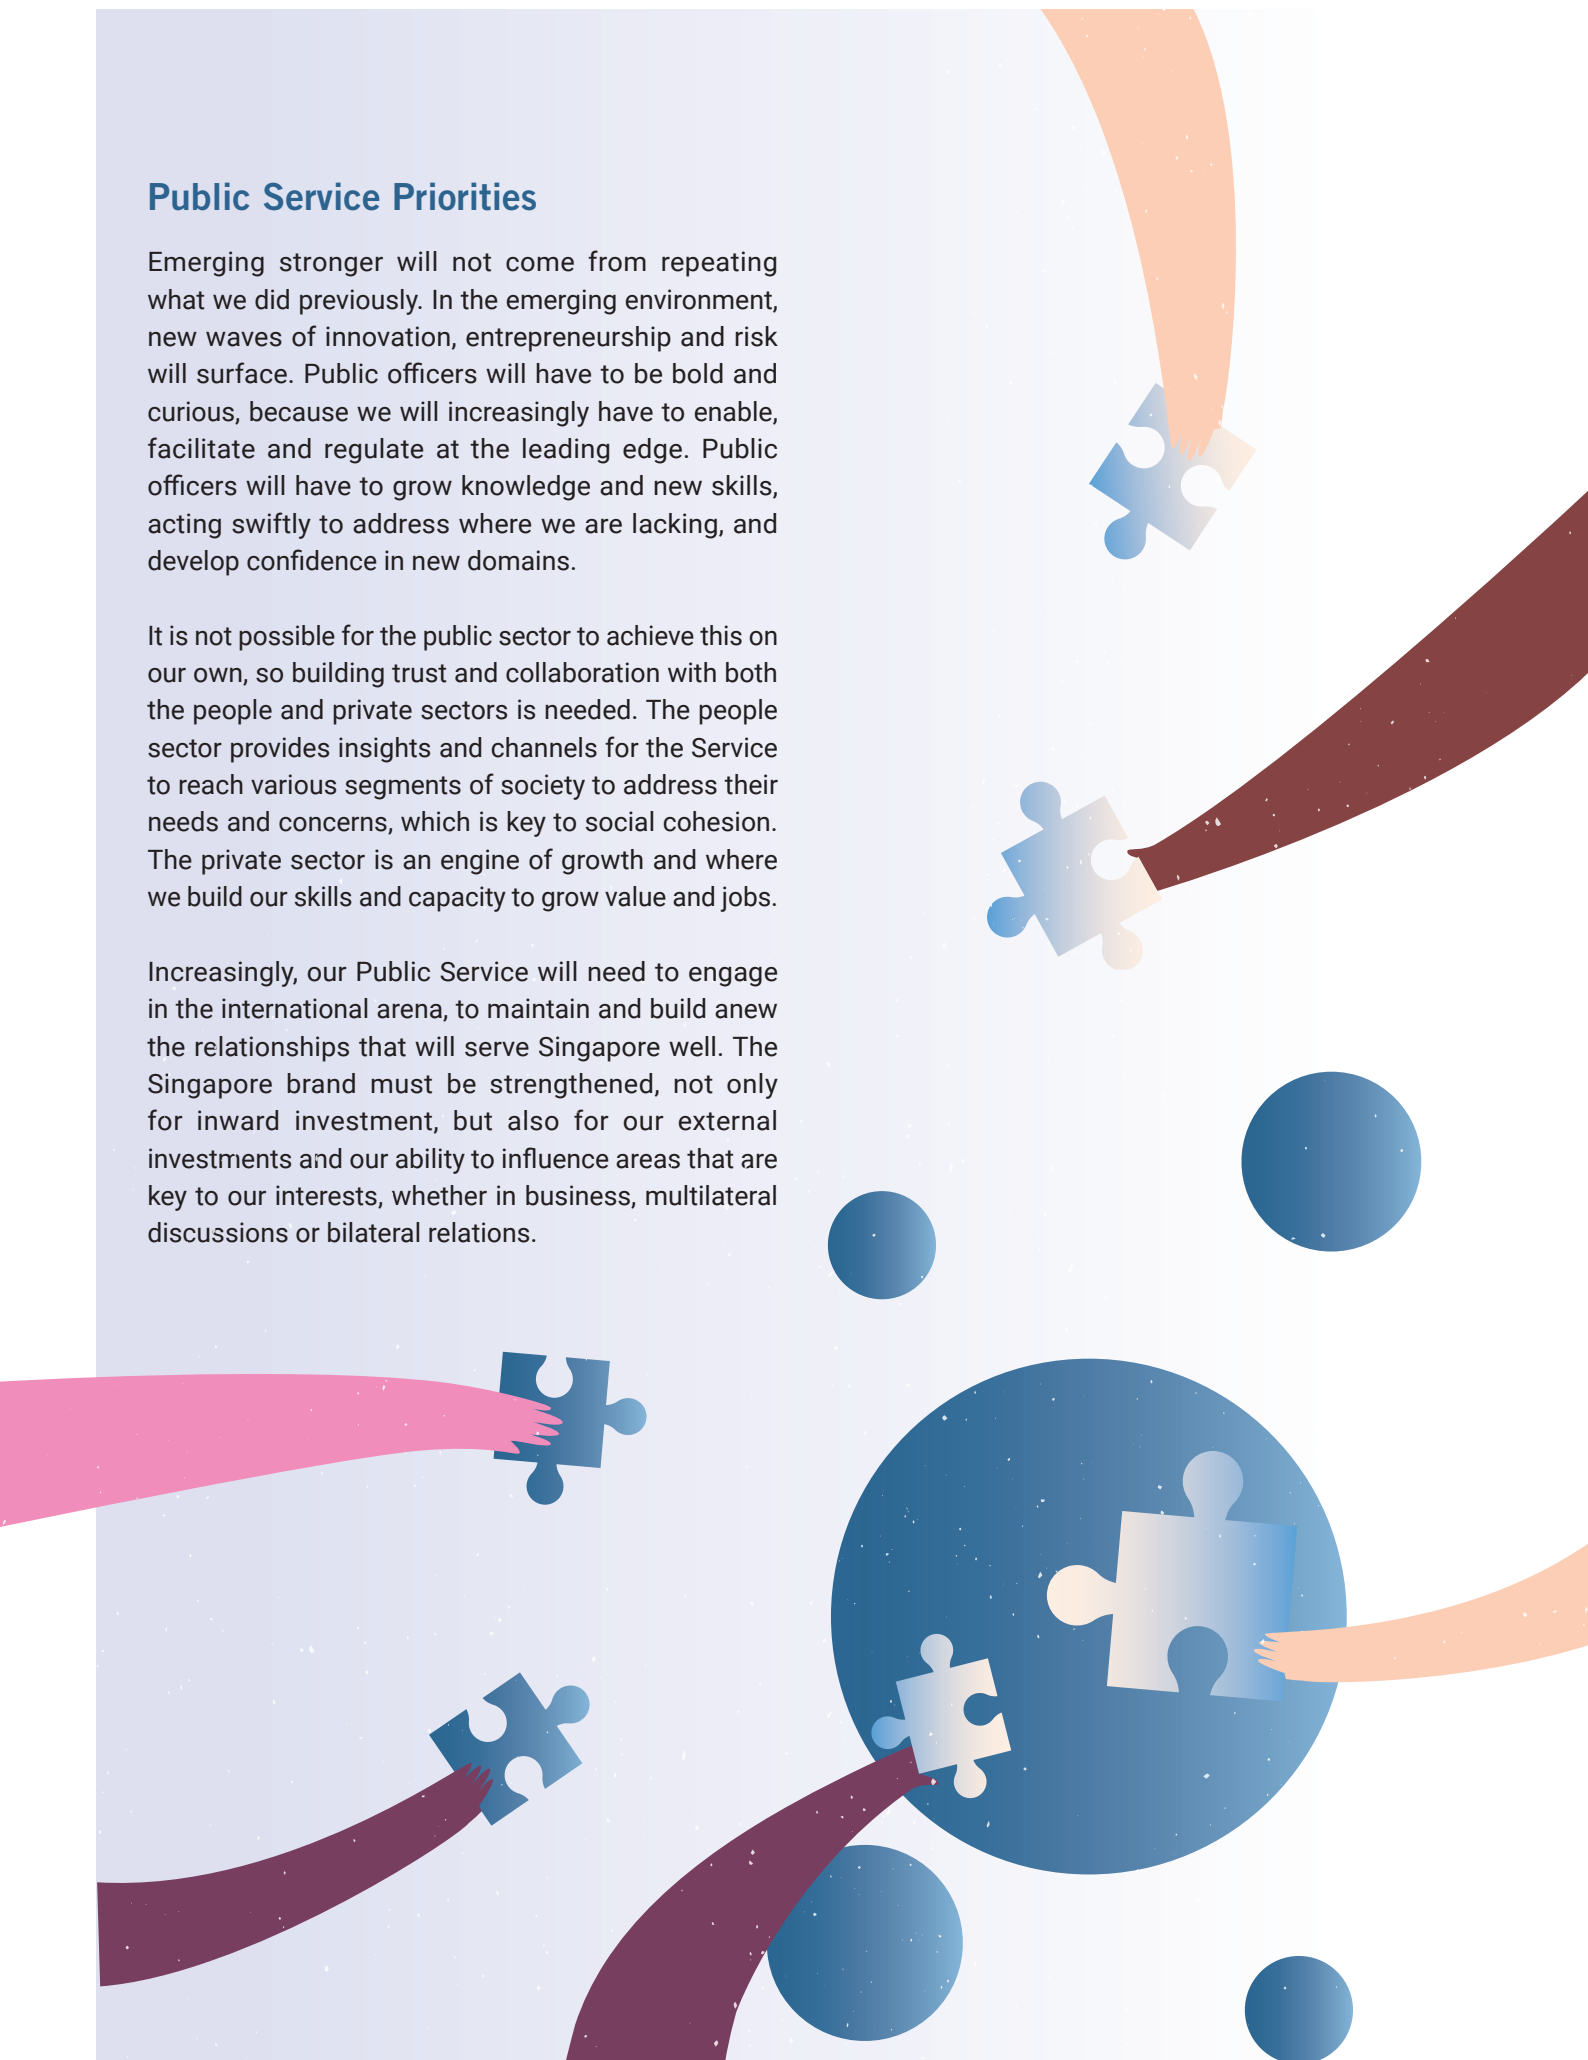 Public Service Priorities
Emerging stronger will not come from repeating
what we did previously. In the emerging environment,
new waves of innovation, entrepreneurship and risk
will surface. Public officers will have to be bold and
curious, because we will increasingly have to enable,
facilitate and regulate at the leading edge. Public
officers will have to grow knowledge and new skills,
acting swiftly to address where we are lacking, and
develop confidence in new domains.
It is not possible for the public sector to achieve this on
our own, so building trust and collaboration with both
the people and private sectors is needed. The people
sector provides insights and channels for the Service
to reach various segments of society to address their
needs and concerns, which is key to social cohesion.
The private sector is an engine of growth and where
we build our skills and capacity to grow value and jobs.
Increasingly, our Public Service will need to engage
in the international arena, to maintain and build anew
the relationships that will serve Singapore well. The
Singapore brand must be strengthened, not only
for inward investment, but also for our external
investments and our ability to influence areas that are
key to our interests, whether in business, multilateral
discussions or bilateral relations.